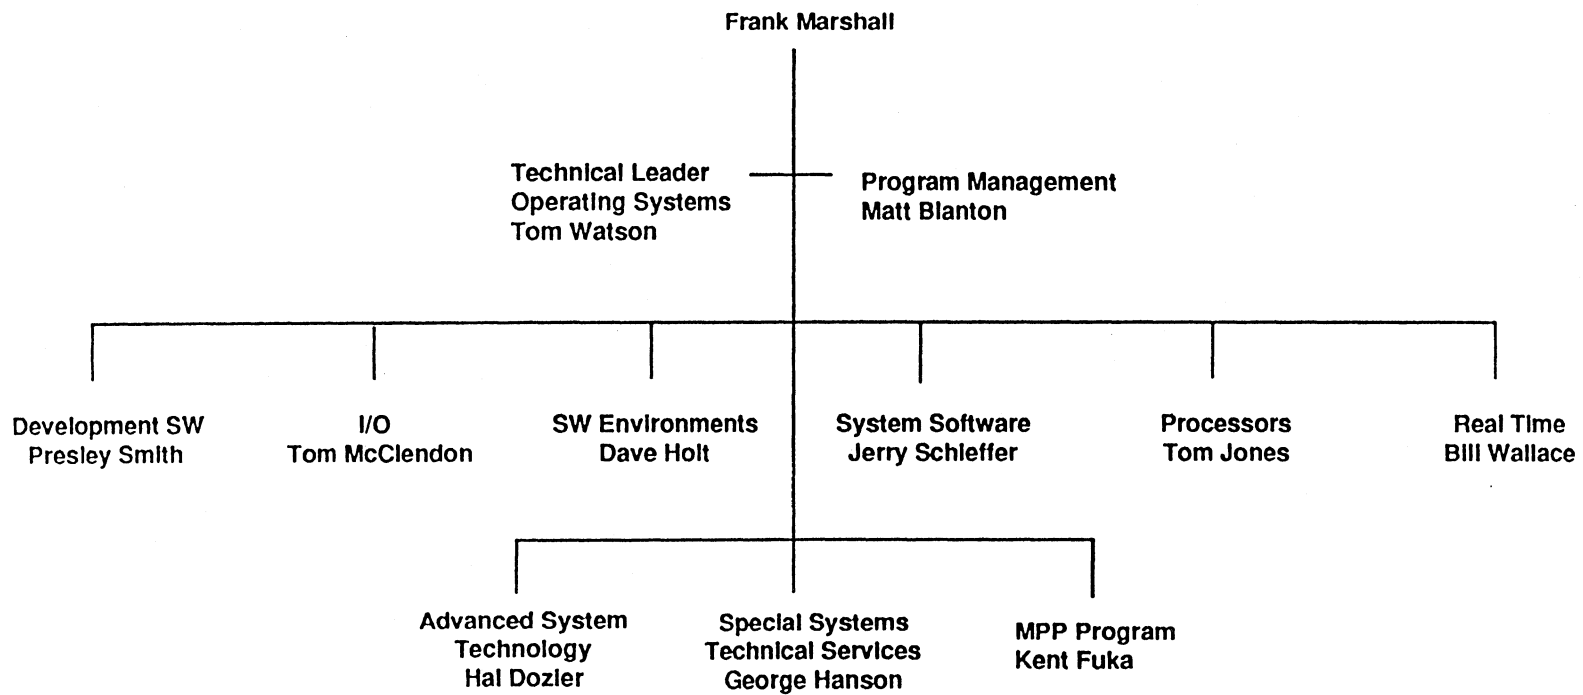 Frank Marshall
Technical Leader
Operating Systems
Tom Watson
Program Management
Matt Blanton
Development SW
Presley Smith
I/O
Tom McClendon
SW Environments
Dave Holt
System Software
Jerry Schieffer
Processors
Tom Jones
Real Time
Bill Wallace
Advanced System
Technology
Hal Dozier
Special Systems
Technical Services
George Hanson
MPP Program
Kent Fuka